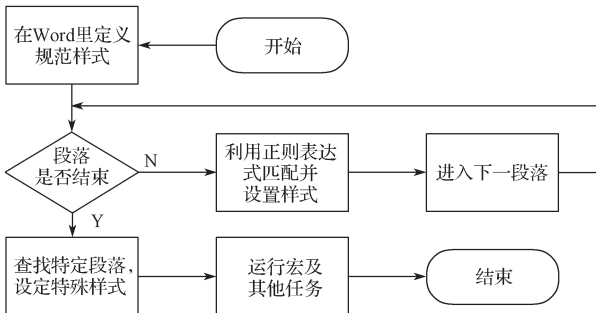 在Word里定义
规范样式
开始
段落
是否结束
N
利用正则表达
式匹配并
设置样式
进入下一段落
Y
查找特定段落，
设定特殊样式
运行宏及
其他任务
结束